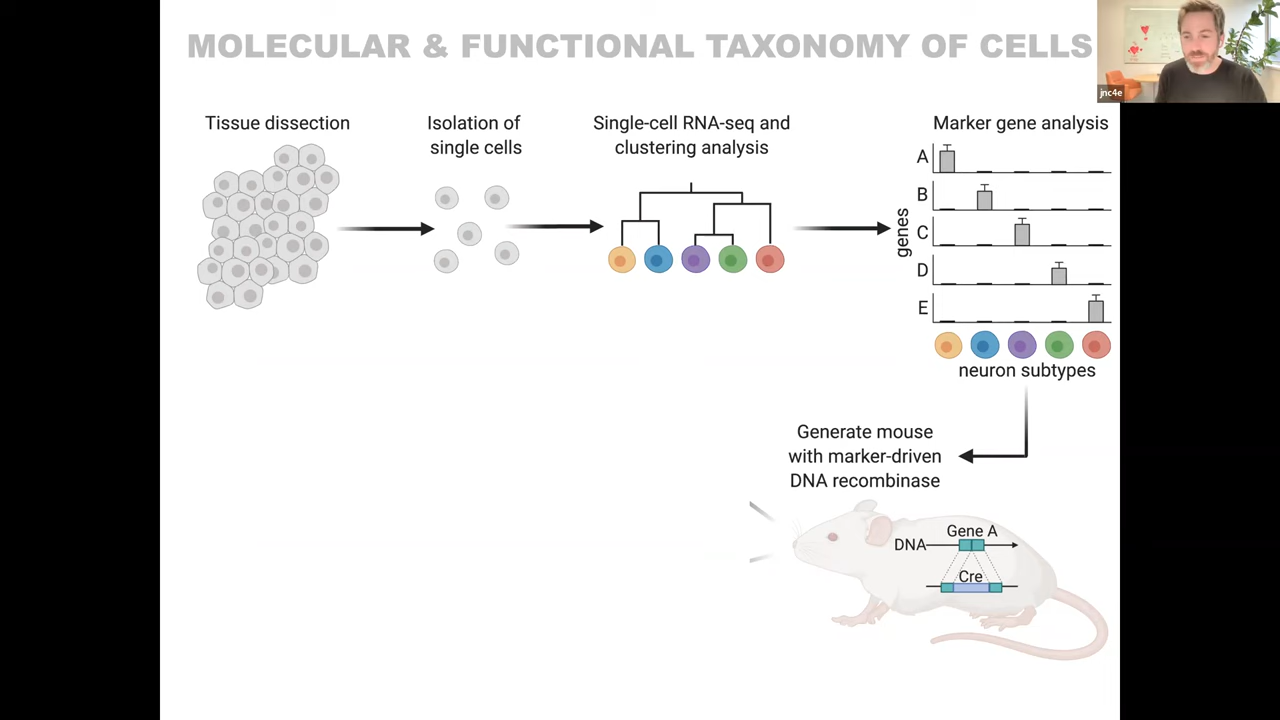 MOLECULAR & FUNCTIONAL TAXONOMY OF CELLS
jnc4e
Tissue dissection
Isolation of
single cells
Single-cell RNA-seq and
clustering analysis
Marker gene analysis
A
B
C
D
E
genes
neuron subtypes
Generate mouse
with marker-driven
DNA recombinase
Gene A
DNA
Cre